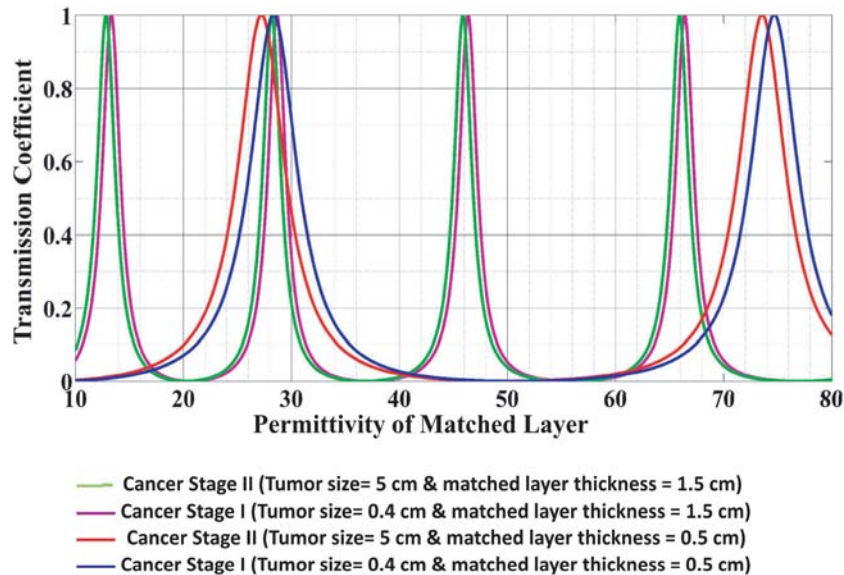 1
0.8
0.6
0.4
0.2
0
Transmission Coefficient
10 20 30 40 50 60 70 80
Permittivity of Matched Layer
Cancer Stage II (Tumor size= 5 cm & matched layer thickness = 1.5 cm)
Cancer Stage I (Tumor size= 0.4 cm & matched layer thickness = 1.5 cm)
Cancer Stage II (Tumor size= 5 cm & matched layer thickness = 0.5 cm)
Cancer Stage I (Tumor size= 0.4 cm & matched layer thickness = 0.5 cm)